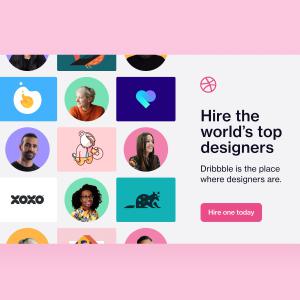 XOXO
Hire the
world's top
designers
Dribbble is the place
where designers are.
Hire one today